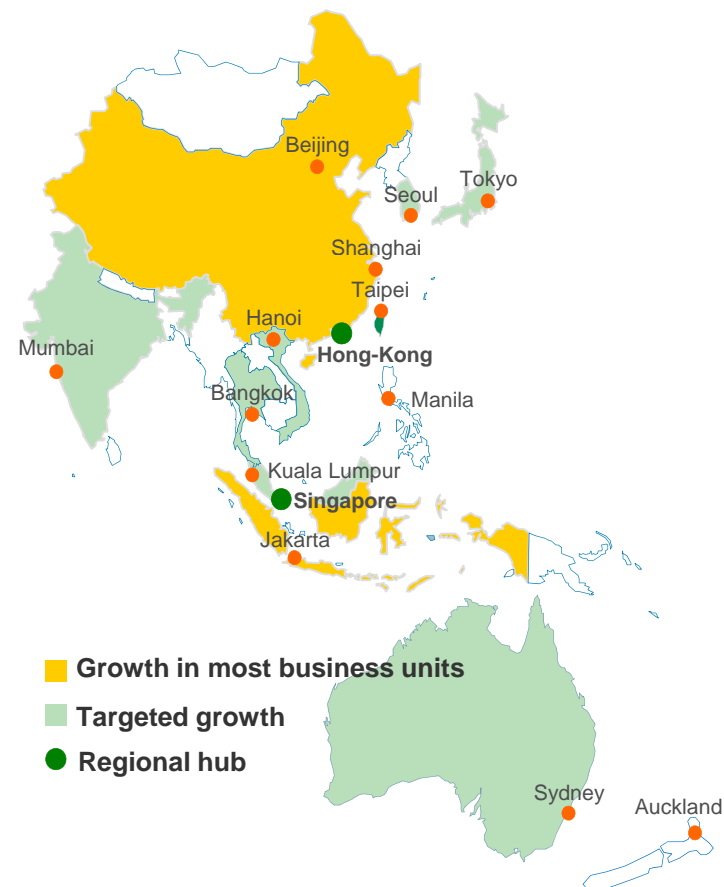 Beijing
Tokyo
Seoul
Shanghai
Taipei
Hanoi
Mumbai
Hong-Kong
Bangkok
Manila
Kuala Lumpur
Singapore
Jakarta
Growth in most business units
Targeted growth
Regional hub
Sydney
Auckland